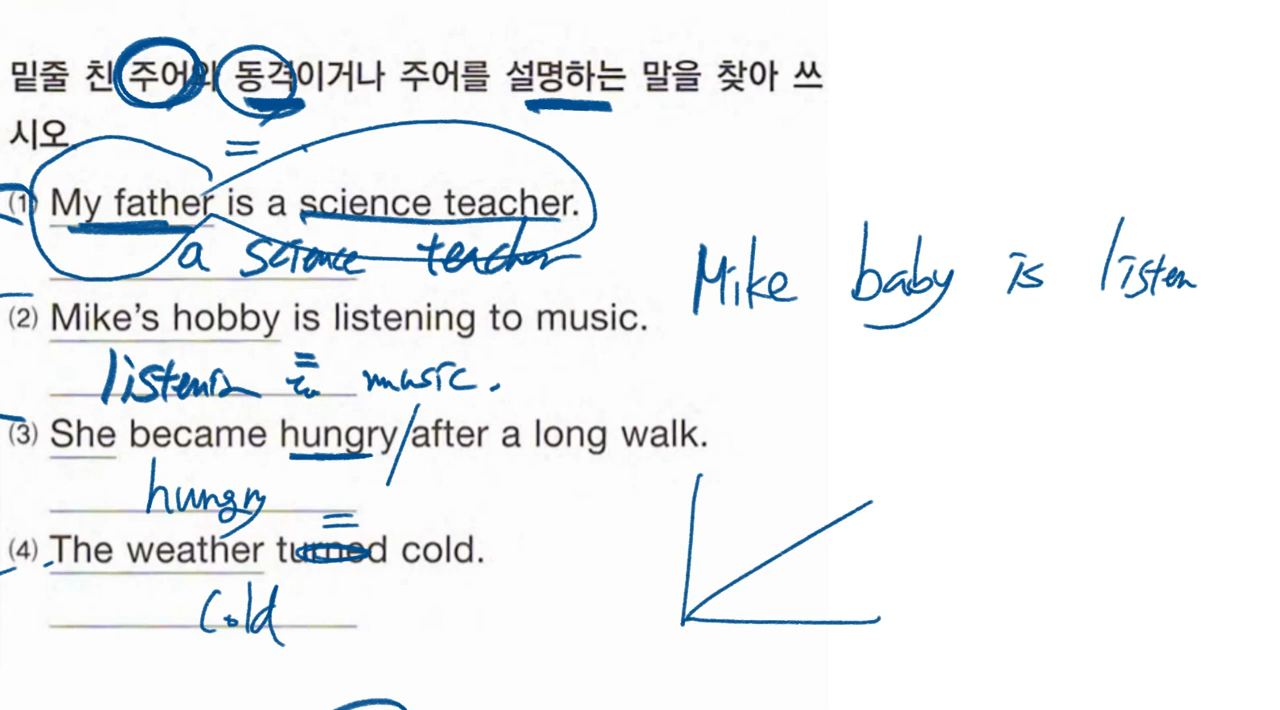 밑줄 친 주어와 동격이거나 주어를 설명하는 말을 찾아 쓰
시오.
(1) My father is a science teacher.
a science teacher
(2) Mike's hobby is listening to music.
music.
(3) She became hungry/after a long walk.
hungry
(4) The weather turned cold.
cold
Mike baby is listen